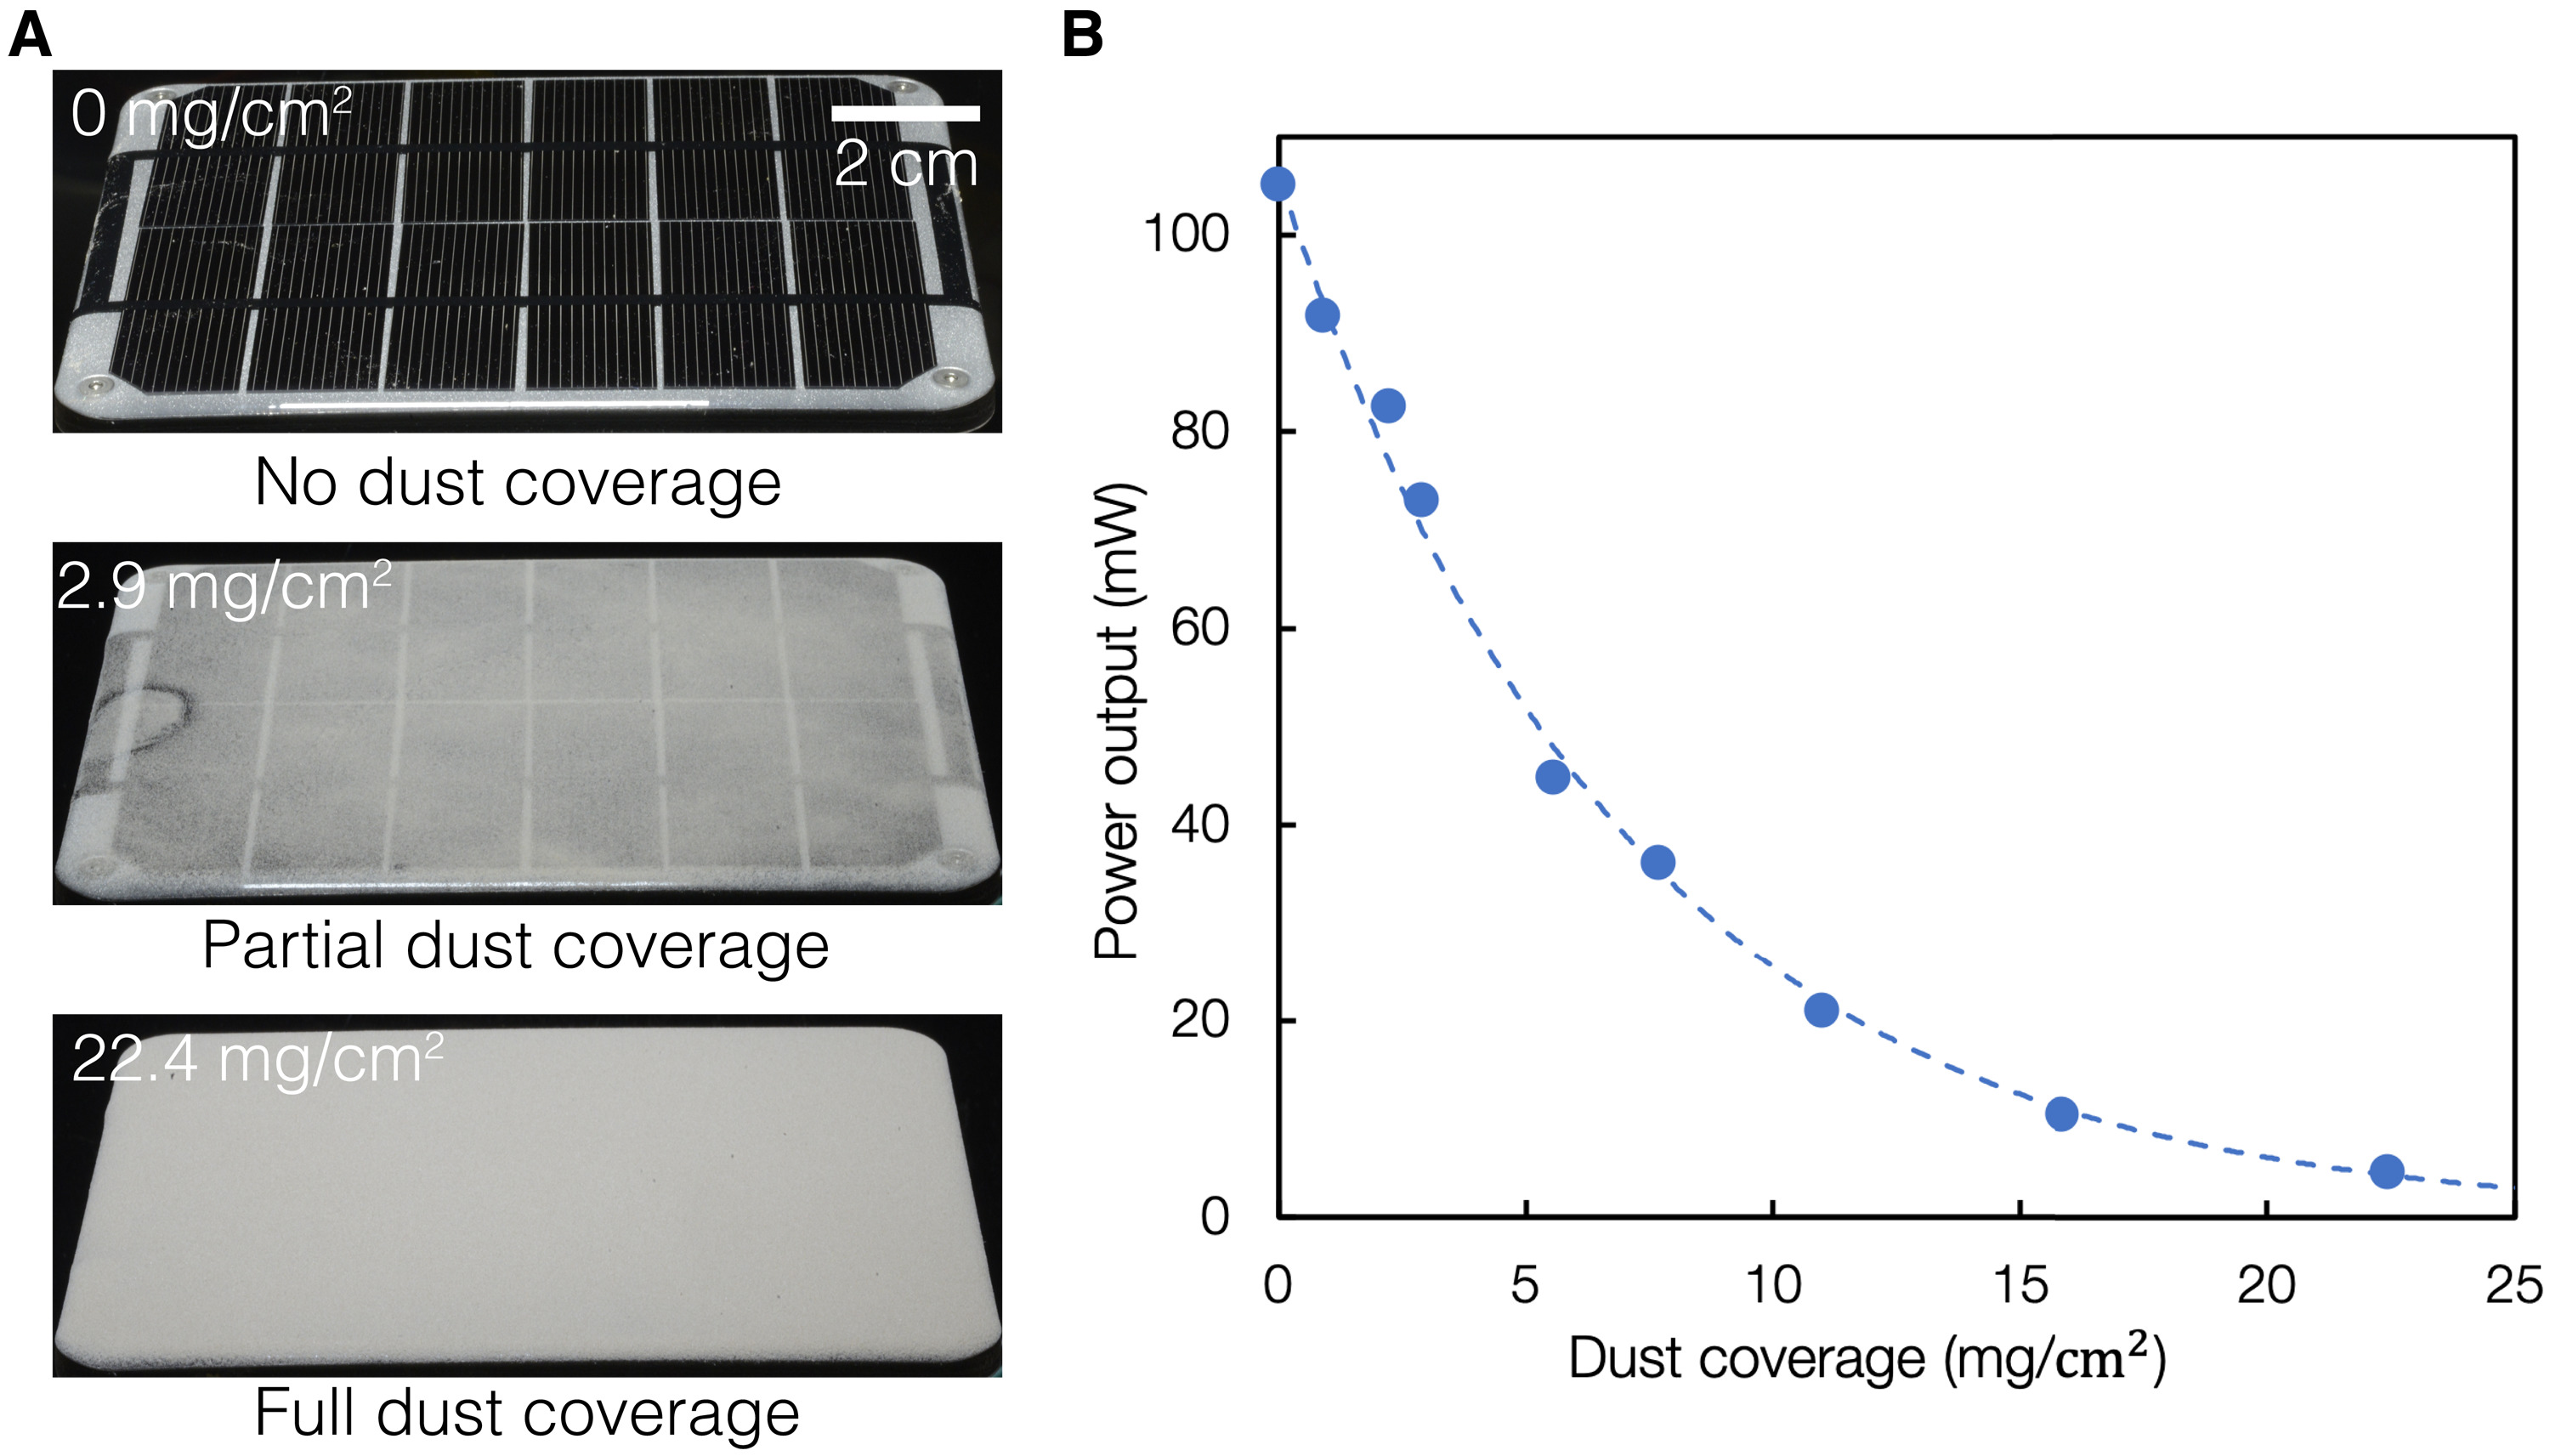 A
0 mg/cm²
2 cm
No dust coverage
2.9 mg/cm²
Partial dust coverage
22.4 mg/cm²
Full dust coverage
B
Power output (mW)
100
80
60
40
20
0
0 5 10 15 20 25
Dust coverage (mg/cm²)